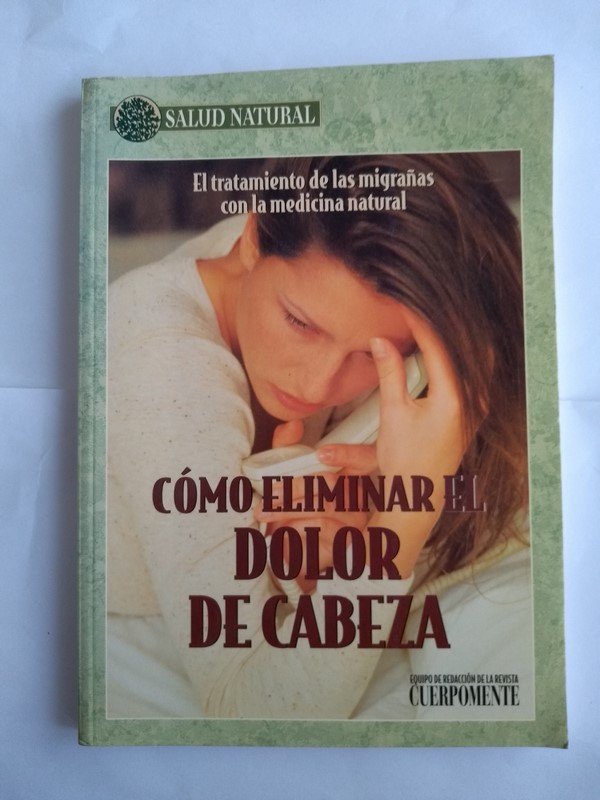 SALUD NATURAL
El tratamiento de las migrañas
con la medicina natural
CÓMO ELIMINAR EL
DOLOR
DE CABEZA
EQUIPO DE REDACCIÓN DE LA REVISTA
CUERPOMENTE